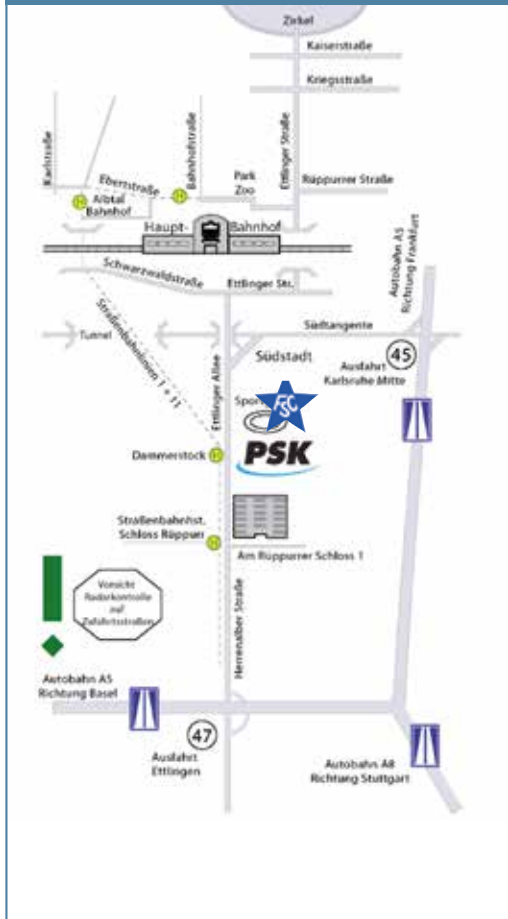 Zirkel
Kaiserstraße
Kriegsstraße
Karlstraße
Bahnhofstraße
Ettlinger Straße
Ebertstraße
Park
Zoo
Rüppurrer Straße
H
H
Albtal
Bahnhof
Haupt-
Bahnhof
Schwarzwaldstraße
Ettlinger Str.
Autobahn A5
Richtung Frankfurt
Südtangente
Tunnel
Straßenbahnlinien 1 + 11
Ettlinger Allee
Südstadt
45
Ausfahrt
Karlsruhe Mitte
Sport
FSC
PSK
Dammerstock
H
Straßenbahnhst.
Schloss Rüppurr
H
Am Rüppurrer Schloss 1
Vorsicht
Radarkontrolle
auf
Zufahrtsstraßen
Herrenalber Straße
Autobahn A5
Richtung Basel
47
Ausfahrt
Ettlingen
Autobahn A8
Richtung Stuttgart